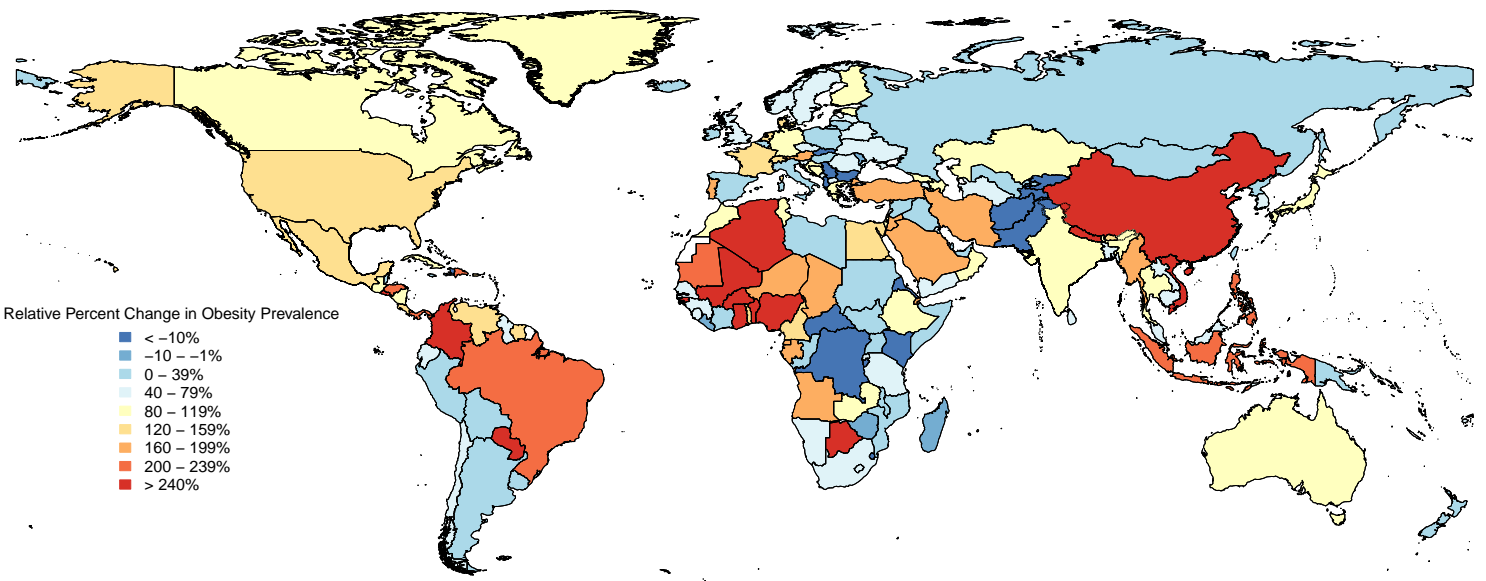 Relative Percent Change in Obesity Prevalence
< −10%
−10 − −1%
0 − 39%
40 − 79%
80 − 119%
120 − 159%
160 − 199%
200 − 239%
> 240%